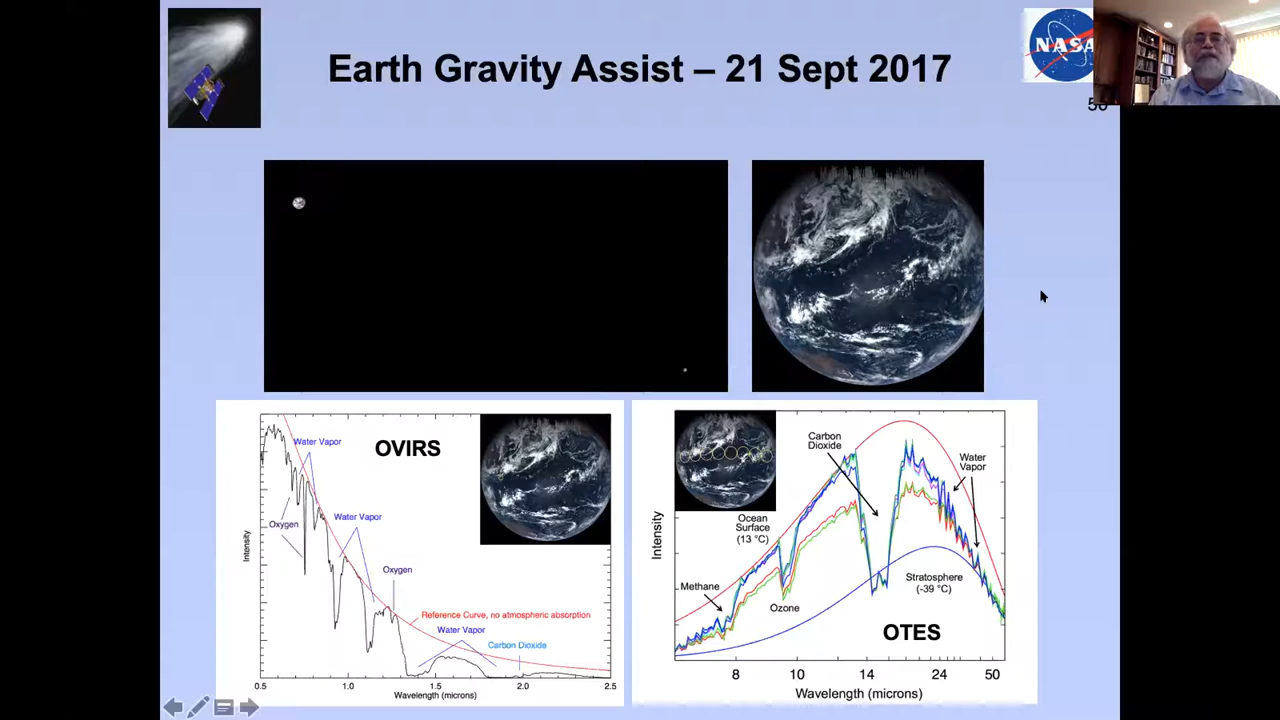 Earth Gravity Assist – 21 Sept 2017
NASA
Water Vapor
OVIRS
Oxygen
Water Vapor
Oxygen
Reference Curve, no atmospheric absorption
Water Vapor
Carbon Dioxide
Intensity
0.5 1.0 1.5 2.0 2.5
Wavelength (microns)
Carbon
Dioxide
Water
Vapor
Ocean
Surface
(13 °C)
Methane
Ozone
Stratosphere
(-39 °C)
OTES
Intensity
8 10 14 24 50
Wavelength (microns)